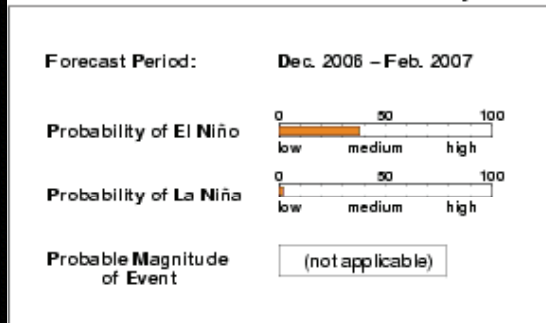 Forecast Period: Dec. 2006 – Feb. 2007
0 50 100
Probability of El Niño
low medium high
0 50 100
Probability of La Niña
low medium high
Probable Magnitude
of Event
(not applicable)